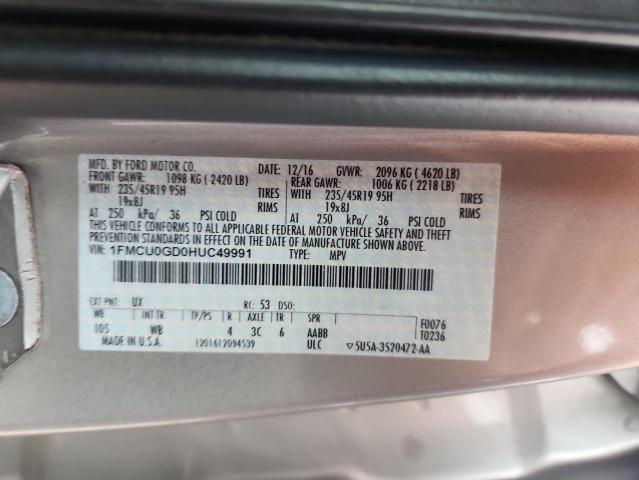 MFD. BY FORD MOTOR CO. DATE: 12/16 GVWR: 2096 KG ( 4620 LB)
FRONT GAWR: 1098 KG ( 2420 LB) REAR GAWR: 1006 KG ( 2218 LB)
WITH 235/45R19 95H TIRES WITH 235/45R19 95H TIRES
19x8J RIMS 19x8J RIMS
AT 250 kPa/ 36 PSI COLD AT 250 kPa/ 36 PSI COLD
THIS VEHICLE CONFORMS TO ALL APPLICABLE FEDERAL MOTOR VEHICLE SAFETY, BUMPER, AND THEFT
PREVENTION STANDARDS IN EFFECT ON THE DATE OF MANUFACTURE SHOWN ABOVE.
VIN: 1FMCU0GD0HUC49991 TYPE: MPV
EXT PNT: UX RC: 53 DSO:
WB INT TR TP/PS R AXLE TR SPR F0076
105 WB 4 3C 6 AABB T0236
MADE IN U.S.A. 1201612094539 ULC ▽5U5A-3520472-AA